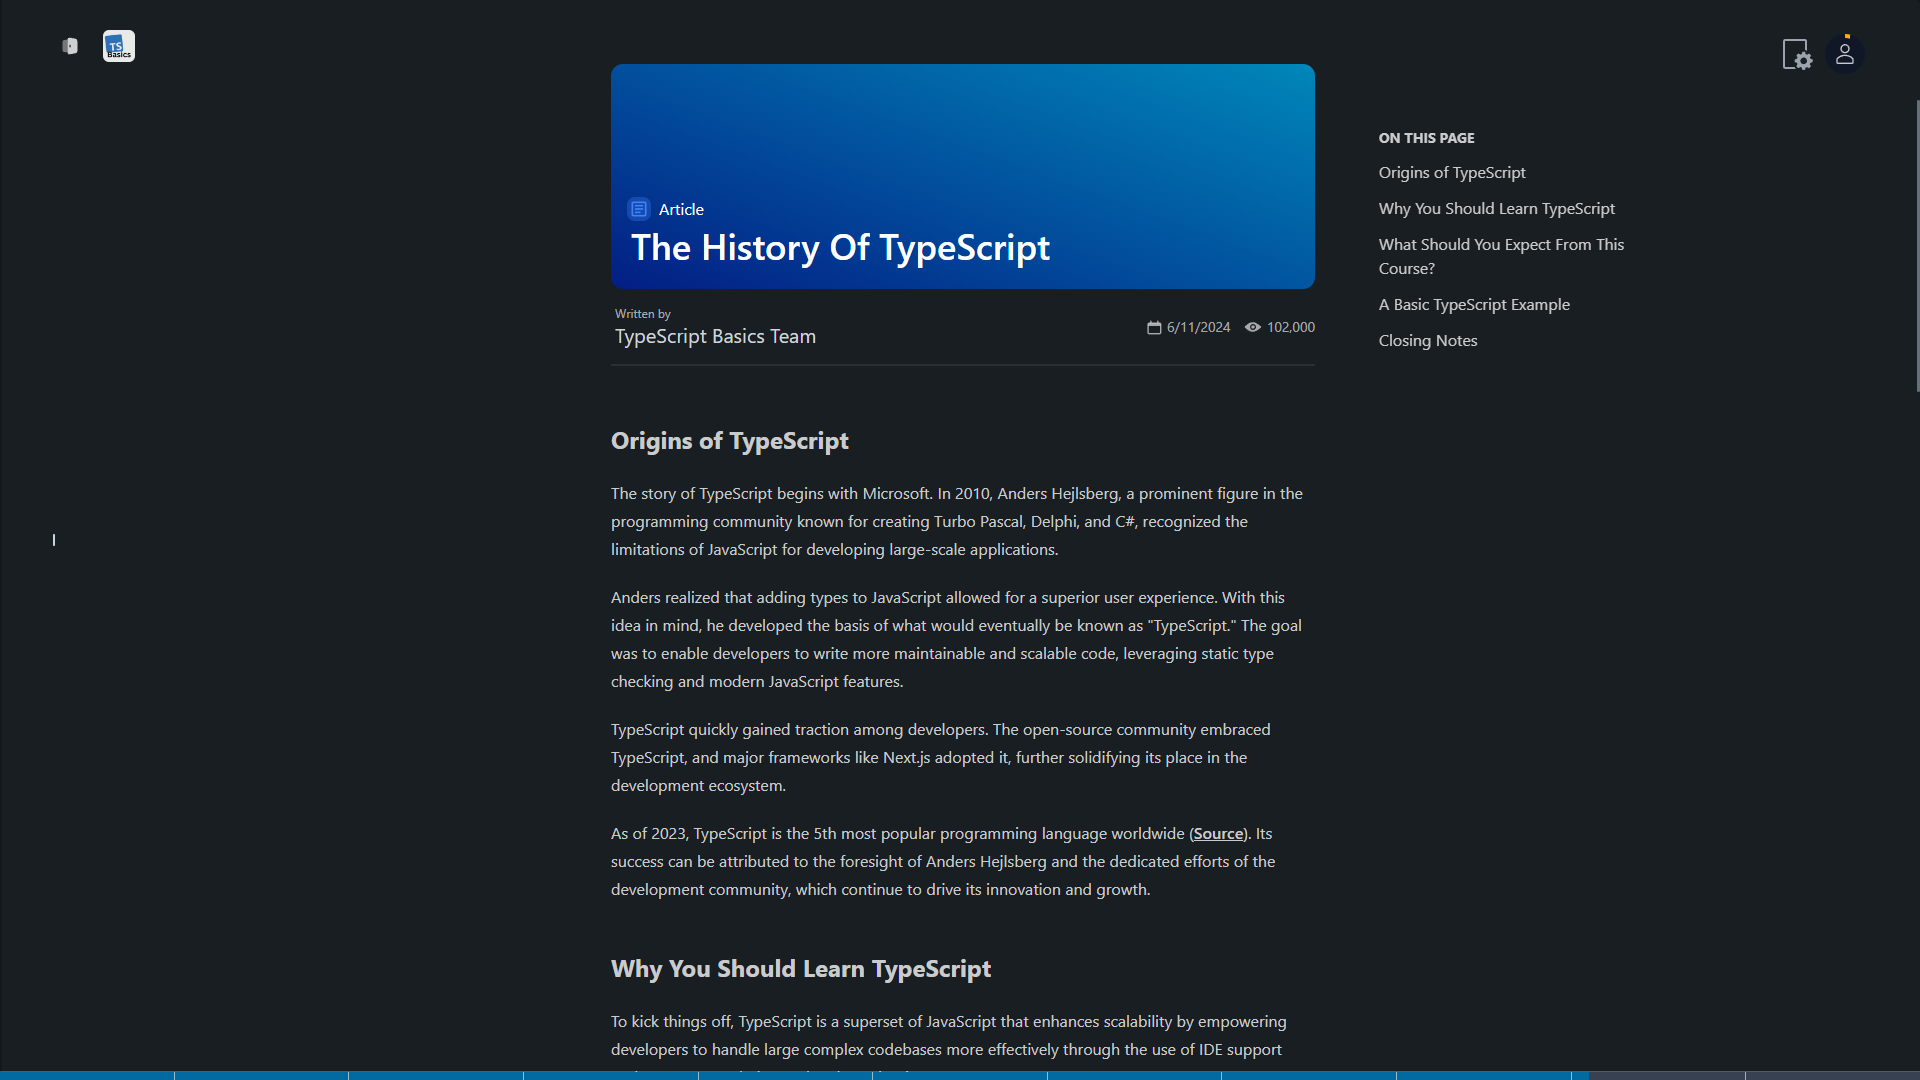 TS
Basics
Article
The History Of TypeScript
Written by
TypeScript Basics Team
6/11/2024
102,000
ON THIS PAGE
Origins of TypeScript
Why You Should Learn TypeScript
What Should You Expect From This
Course?
A Basic TypeScript Example
Closing Notes
Origins of TypeScript
The story of TypeScript begins with Microsoft. In 2010, Anders Hejlsberg, a prominent figure in the
programming community known for creating Turbo Pascal, Delphi, and C#, recognized the
limitations of JavaScript for developing large-scale applications.
Anders realized that adding types to JavaScript allowed for a superior user experience. With this
idea in mind, he developed the basis of what would eventually be known as "TypeScript." The goal
was to enable developers to write more maintainable and scalable code, leveraging static type
checking and modern JavaScript features.
TypeScript quickly gained traction among developers. The open-source community embraced
TypeScript, and major frameworks like Next.js adopted it, further solidifying its place in the
development ecosystem.
As of 2023, TypeScript is the 5th most popular programming language worldwide (Source). Its
success can be attributed to the foresight of Anders Hejlsberg and the dedicated efforts of the
development community, which continue to drive its innovation and growth.
Why You Should Learn TypeScript
To kick things off, TypeScript is a superset of JavaScript that enhances scalability by empowering
developers to handle large complex codebases more effectively through the use of IDE support